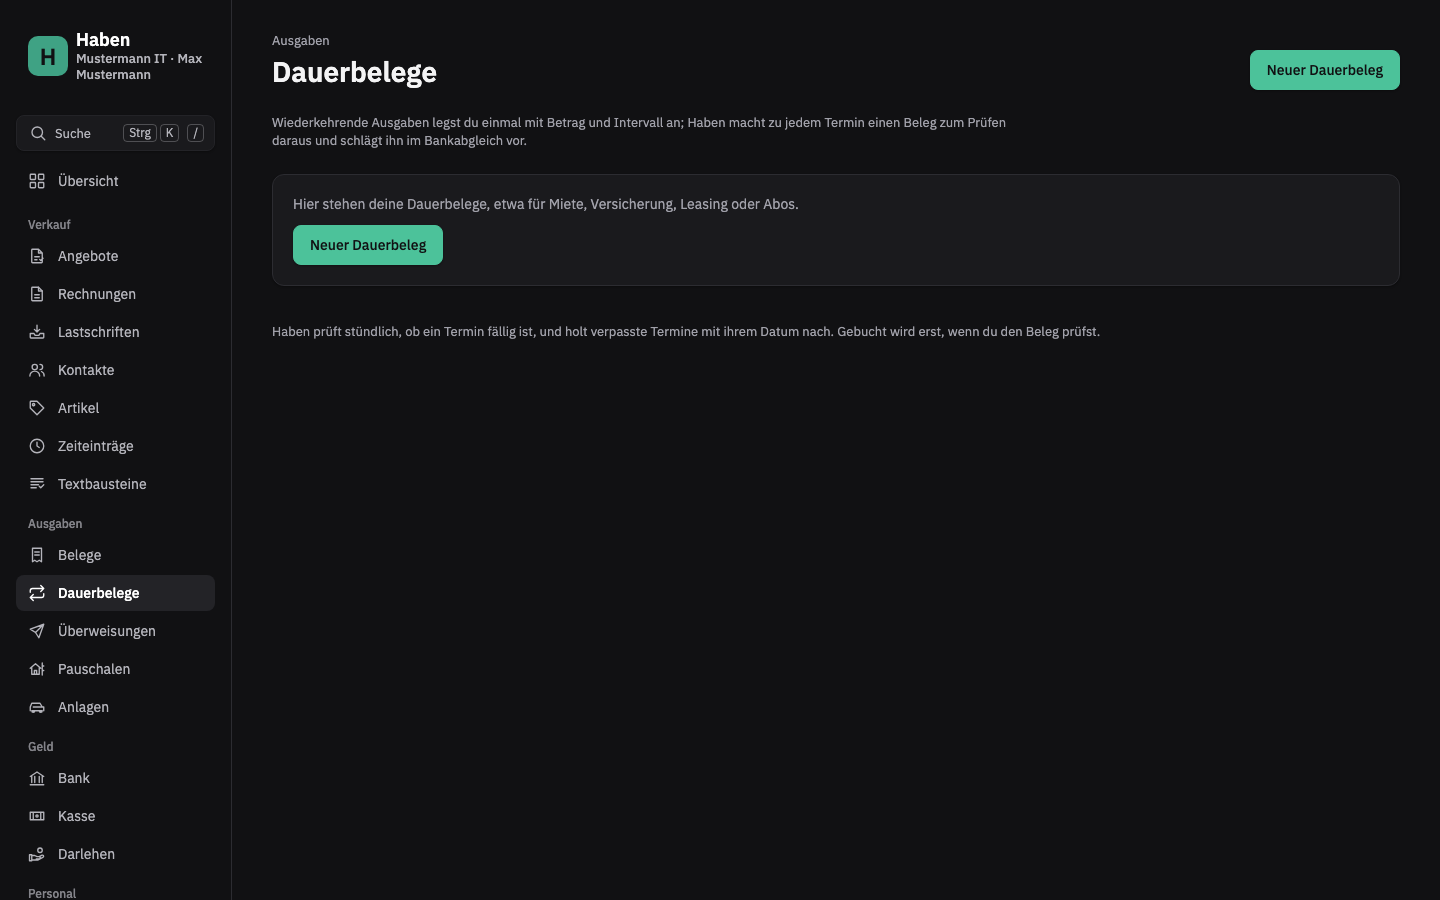 H
Haben
Mustermann IT · Max
Mustermann
Suche
Strg K /
Übersicht
Verkauf
Angebote
Rechnungen
Lastschriften
Kontakte
Artikel
Zeiteinträge
Textbausteine
Ausgaben
Belege
Dauerbelege
Überweisungen
Pauschalen
Anlagen
Geld
Bank
Kasse
Darlehen
Personal
Ausgaben
Dauerbelege
Neuer Dauerbeleg
Wiederkehrende Ausgaben legst du einmal mit Betrag und Intervall an; Haben macht zu jedem Termin einen Beleg zum Prüfen
daraus und schlägt ihn im Bankabgleich vor.
Hier stehen deine Dauerbelege, etwa für Miete, Versicherung, Leasing oder Abos.
Neuer Dauerbeleg
Haben prüft stündlich, ob ein Termin fällig ist, und holt verpasste Termine mit ihrem Datum nach. Gebucht wird erst, wenn du den Beleg prüfst.